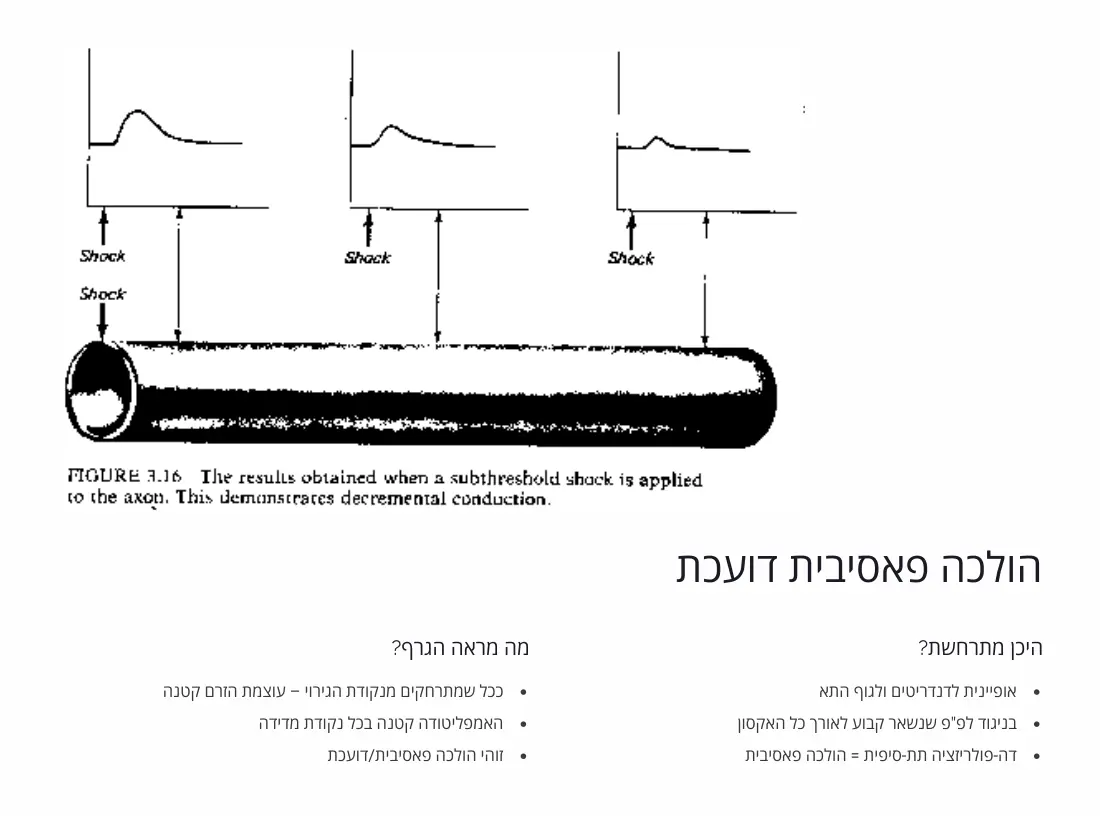 Shock
Shock
Shock
Shock
FIGURE 3.16 The results obtained when a subthreshold shock is applied
to the axon. This demonstrates decremental conduction.
הולכה פאסיבית דועכת
היכן מתרחשת?
• אופיינית לדנדריטים ולגוף התא
• בניגוד לפ"פ שנשאר קבוע לאורך כל האקסון
• דה-פולריזציה תת-סיפית = הולכה פאסיבית
מה מראה הגרף?
• ככל שמתרחקים מנקודת הגירוי – עוצמת הזרם קטנה
• האמפליטודה קטנה בכל נקודת מדידה
• זוהי הולכה פאסיבית/דועכת